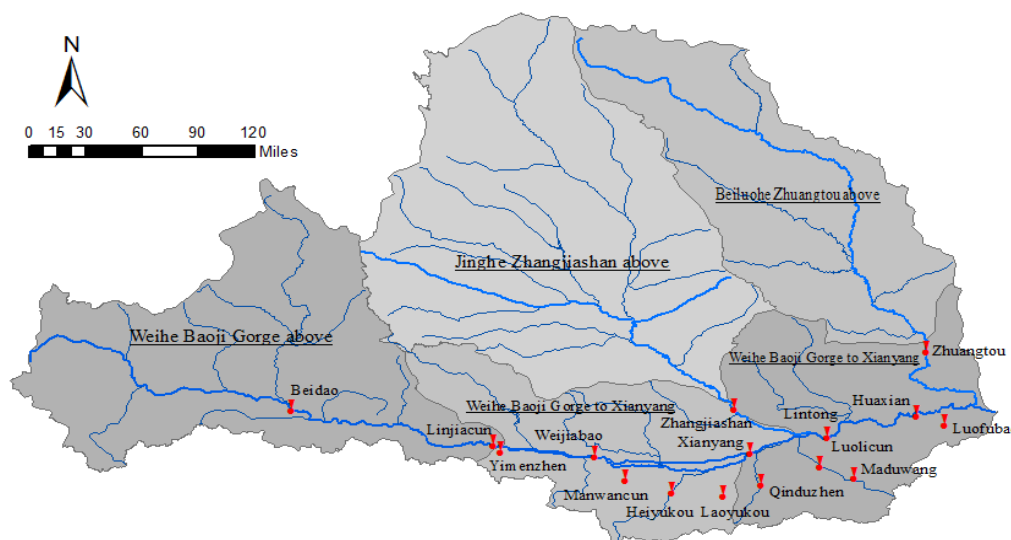 N
0 15 30 60 90 120
Miles
Beiluohe Zhuangtou above
Jinghe Zhangjiashan above
Weihe Baoji Gorge above
Zhuangtou
Weihe Baoji Gorge to Xianyang
Beidao
Huaxian
Weihe Baoji Gorge to Xianyang
Lintong
Zhangjiashan
Luofubao
Linjiacun
Weijiabao
Xianyang
Luolicun
Yimenzhen
Maduwang
Manwancun
Qinduzhen
Heiyukou
Laoyukou